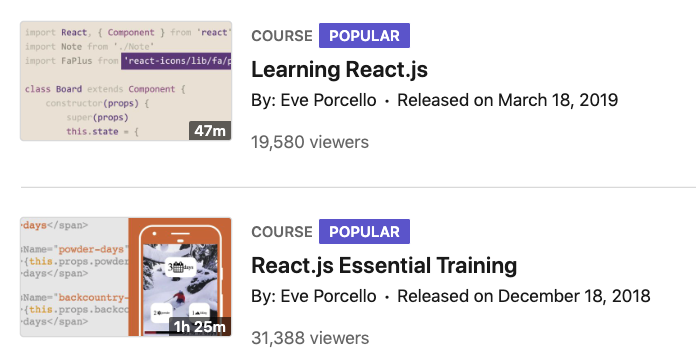 import React, { Component } from 'react'
import Note from './Note'
import FaPlus from 'react-icons/lib/fa/p
class Board extends Component {
constructor(props) {
super(props)
this.state = {
47m
COURSE POPULAR
Learning React.js
By: Eve Porcello • Released on March 18, 2019
19,580 viewers
days</span>
Name="powder-days"
{this.props.powder
days</span>
Name="backcountry-
{this.props.backco
days</span>
3 days
2
1
1h 25m
COURSE POPULAR
React.js Essential Training
By: Eve Porcello • Released on December 18, 2018
31,388 viewers